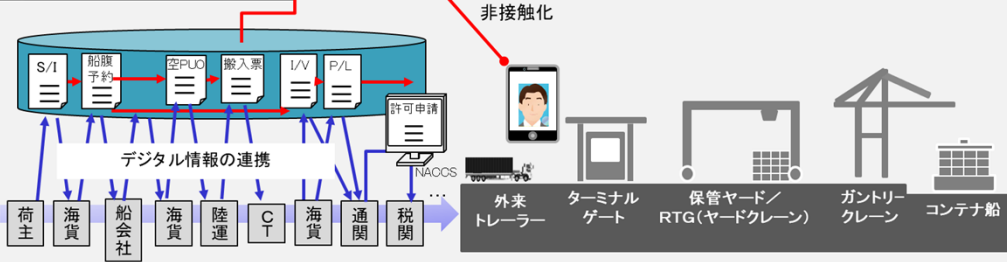 非接触化
S/I
船腹
予約
空PUO
搬入票
I/V
P/L
許可申請
デジタル情報の連携
NACCS
…
荷主
海貨
船会社
海貨
陸運
CT
海貨
通関
税関
外来
トレーラー
ターミナル
ゲート
保管ヤード/
RTG(ヤードクレーン)
ガントリー
クレーン
コンテナ船